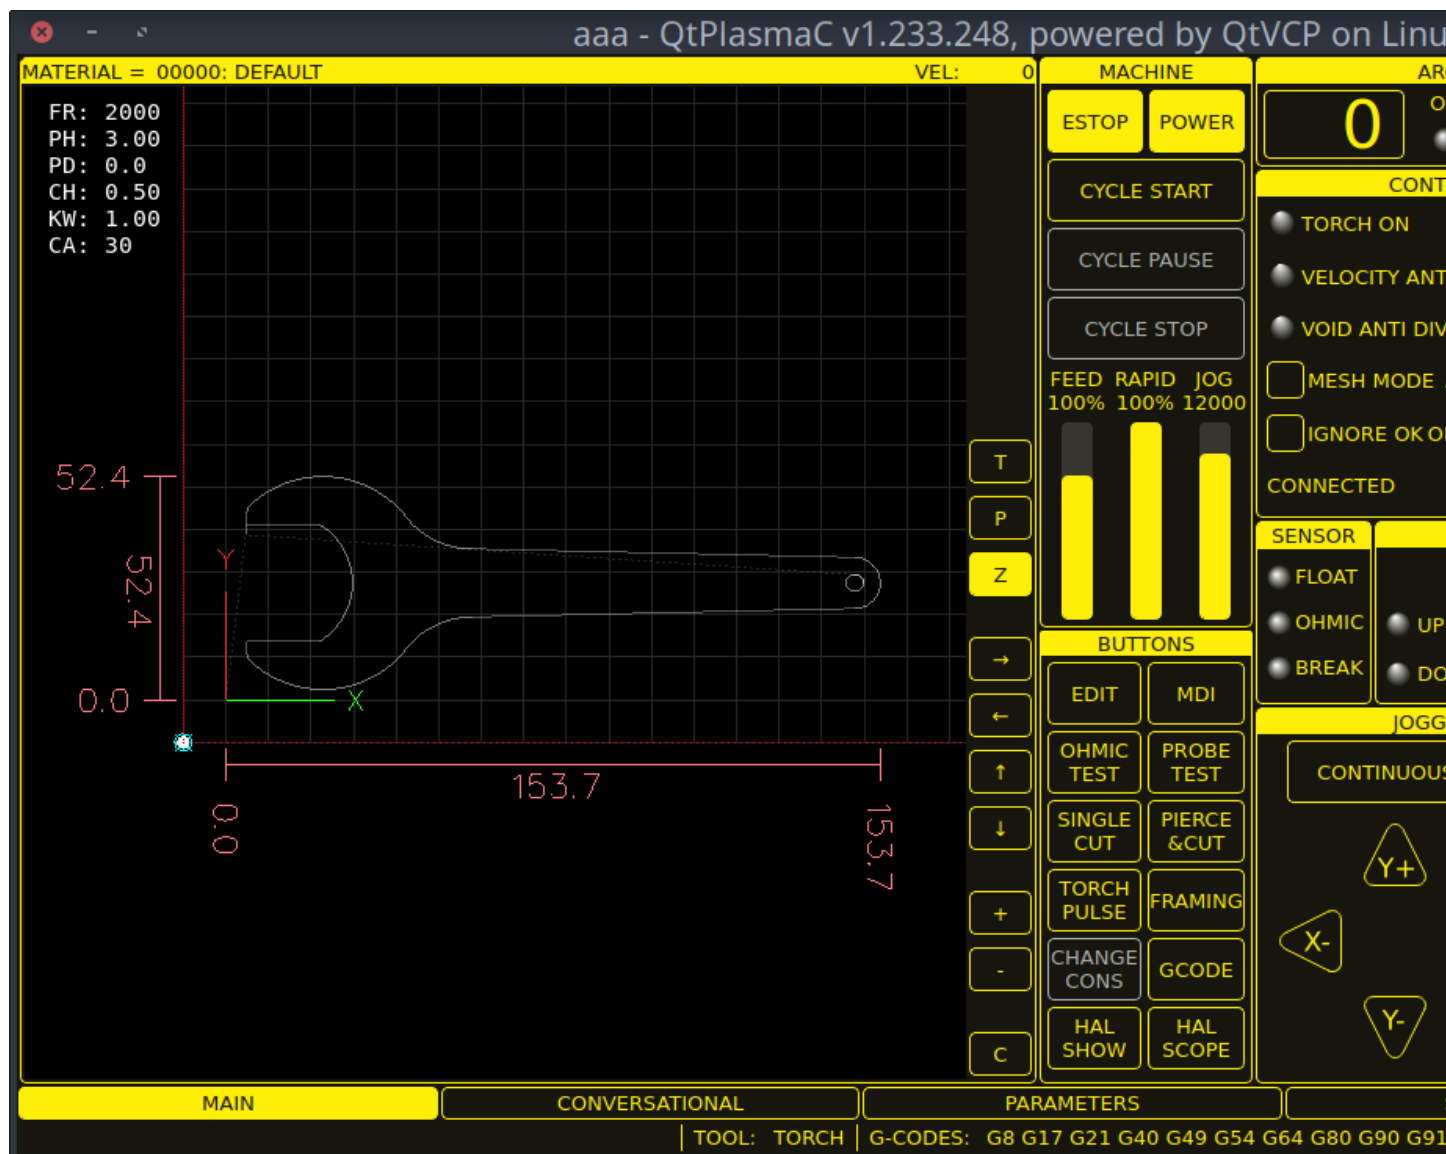 aaa - QtPlasmaC v1.233.248, powered by QtVCP on Linu
MATERIAL = 00000: DEFAULT
VEL: 0
FR: 2000
PH: 3.00
PD: 0.0
CH: 0.50
KW: 1.00
CA: 30
52.4
52.4
0.0
Y
X
153.7
0.0
153.7
T
P
Z
→
←
↑
↓
+
-
C
MACHINE
ESTOP POWER
CYCLE START
CYCLE PAUSE
CYCLE STOP
FEED RAPID JOG
100% 100% 12000
BUTTONS
EDIT
MDI
OHMIC
TEST
PROBE
TEST
SINGLE
CUT
PIERCE
&CUT
TORCH
PULSE
FRAMING
CHANGE
CONS
GCODE
HAL
SHOW
HAL
SCOPE
AR
0
O
CONT
TORCH ON
VELOCITY ANT
VOID ANTI DIV
MESH MODE
IGNORE OK O
CONNECTED
SENSOR
FLOAT
OHMIC
BREAK
UP
DO
JOGG
CONTINUOUS
Y+
X-
Y-
MAIN
CONVERSATIONAL
PARAMETERS
TOOL: TORCH
G-CODES: G8 G17 G21 G40 G49 G54 G64 G80 G90 G91